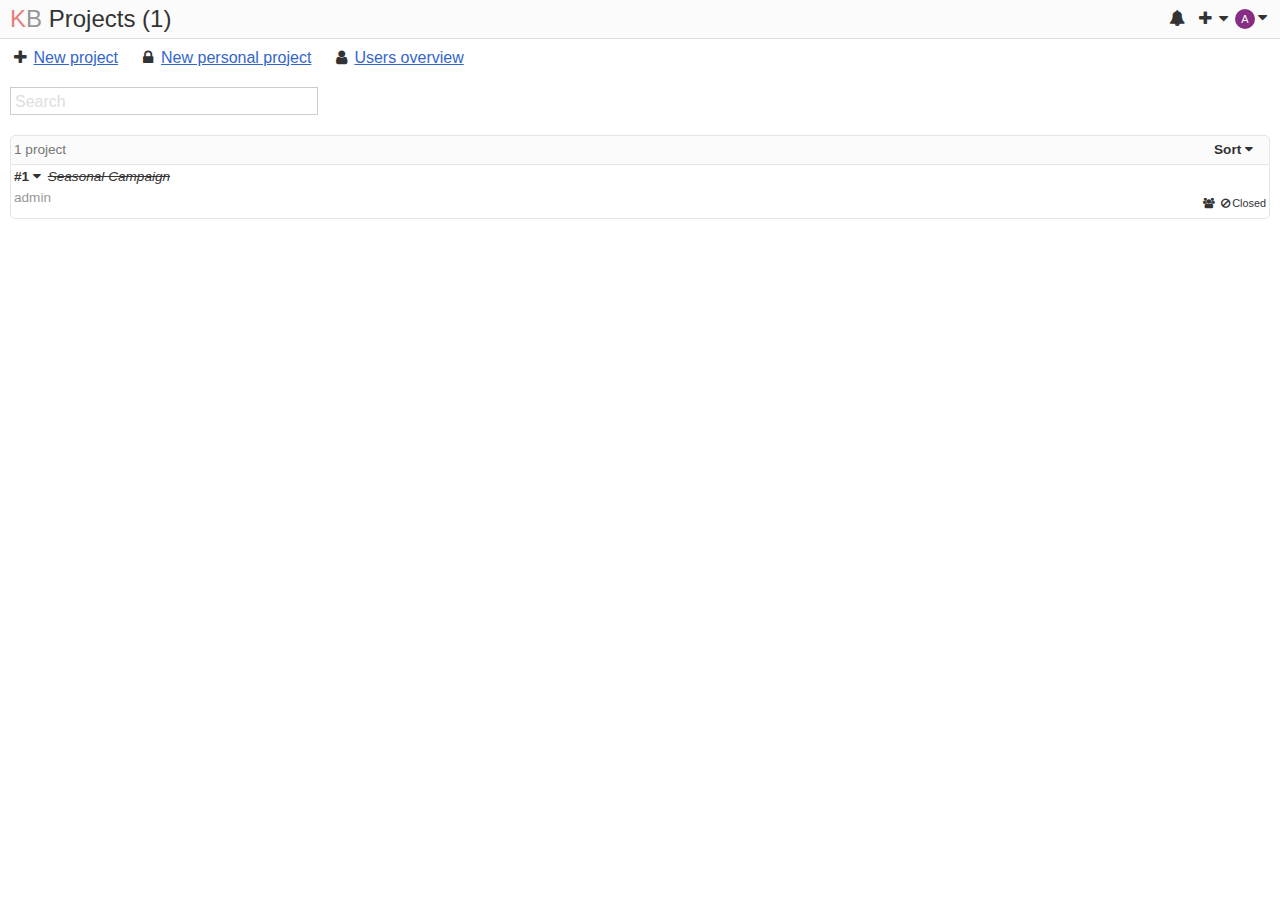 KB Projects (1)
A
New project New personal project Users overview
Search
1 project Sort
#1 Seasonal Campaign
admin
Closed